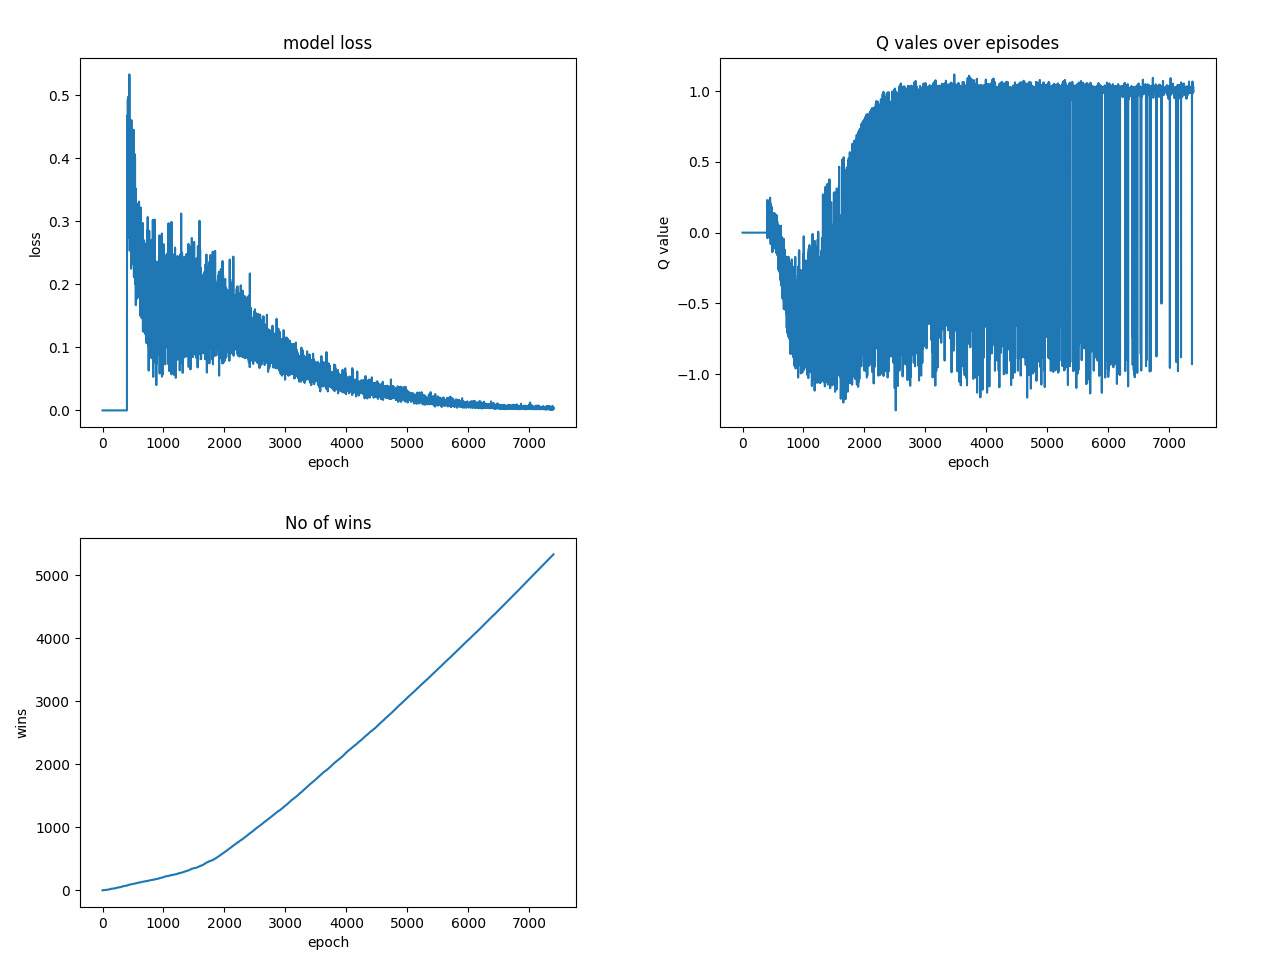 model loss
loss
0.5
0.4
0.3
0.2
0.1
0.0
0 1000 2000 3000 4000 5000 6000 7000
epoch
Q vales over episodes
Q value
1.0
0.5
0.0
−0.5
−1.0
0 1000 2000 3000 4000 5000 6000 7000
epoch
No of wins
wins
5000
4000
3000
2000
1000
0
0 1000 2000 3000 4000 5000 6000 7000
epoch